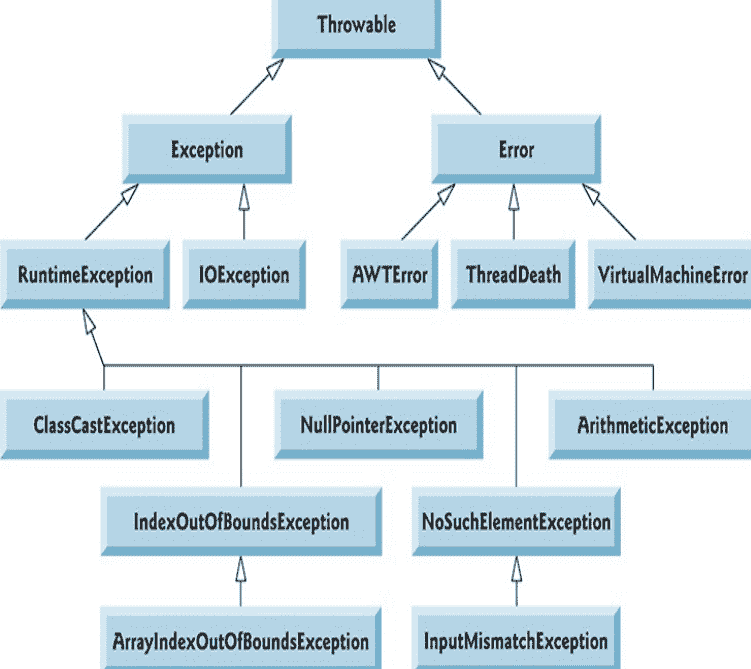 Throwable
Exception
Error
RuntimeException
IOException
AWTError
ThreadDeath
VirtualMachineError
ClassCastException
NullPointerException
ArithmeticException
IndexOutOfBoundsException
NoSuchElementException
ArrayIndexOutOfBoundsException
InputMismatchException